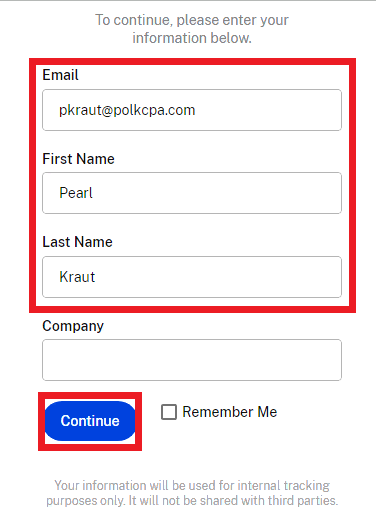 To continue, please enter your
information below.
Email
pkraut@polkcpa.com
First Name
Pearl
Last Name
Kraut
Company
Continue
Remember Me
Your information will be used for internal tracking
purposes only. It will not be shared with third parties.